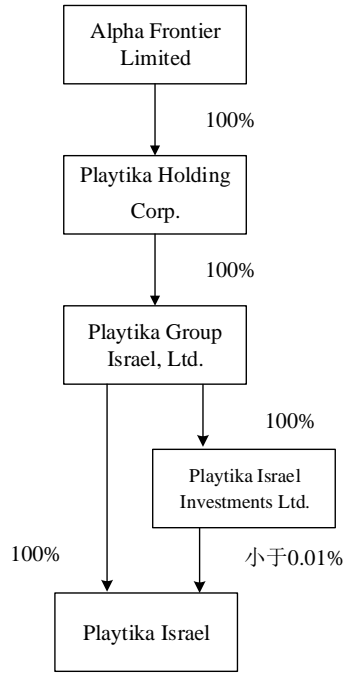 Alpha Frontier
Limited
100%
Playtika Holding
Corp.
100%
Playtika Group
Israel, Ltd.
100%
Playtika Israel
Investments Ltd.
100%
小于0.01%
Playtika Israel